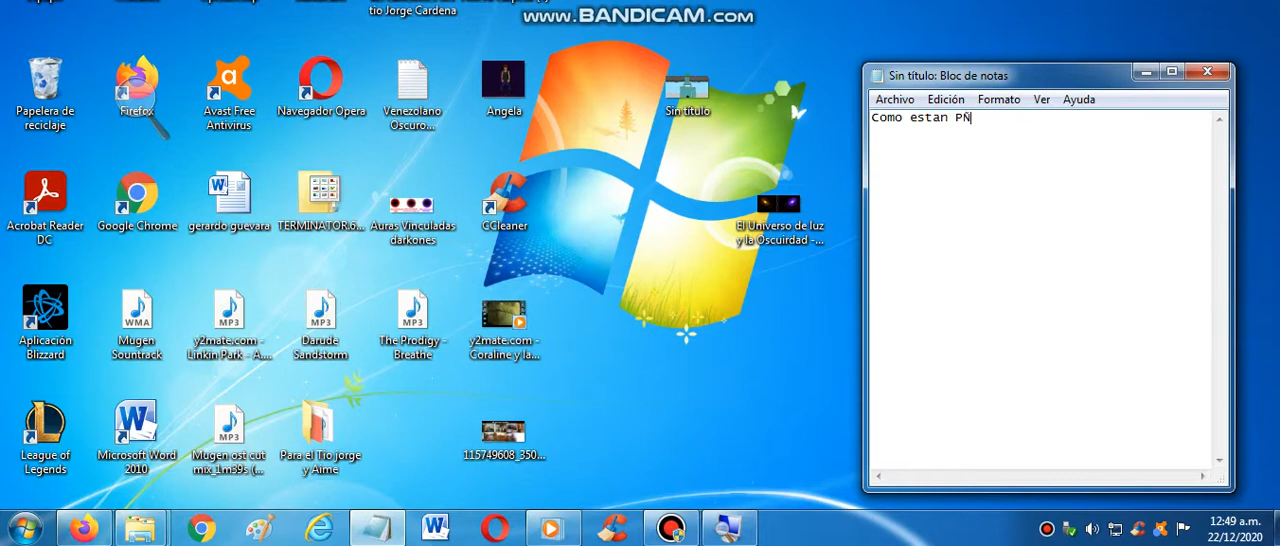 tio Jorge Cardena
www.BANDICAM.com
Papelera de
reciclaje
Firefox
Avast Free
Antivirus
Navegador Opera
Venezolano
Oscuro...
Angela
Sin título
Acrobat Reader
DC
Google Chrome
gerardo guevara
TERMINATOR.6...
Auras Vinculadas
darkones
CCleaner
El Universo de luz
y la Oscuirdad -...
Aplicación
Blizzard
WMA
Mugen
Sountrack
MP3
y2mate.com -
Linkin Park - A...
MP3
Darude
Sandstorm
MP3
The Prodigy -
Breathe
y2mate.com -
Coraline y la...
League of
Legends
Microsoft Word
2010
MP3
Mugen ost cut
mix_1m39s (...
Para el Tio jorge
y Aime
115749608_350...
Sin título: Bloc de notas
Archivo Edición Formato Ver Ayuda
Como estan PÑ
12:49 a.m.
22/12/2020